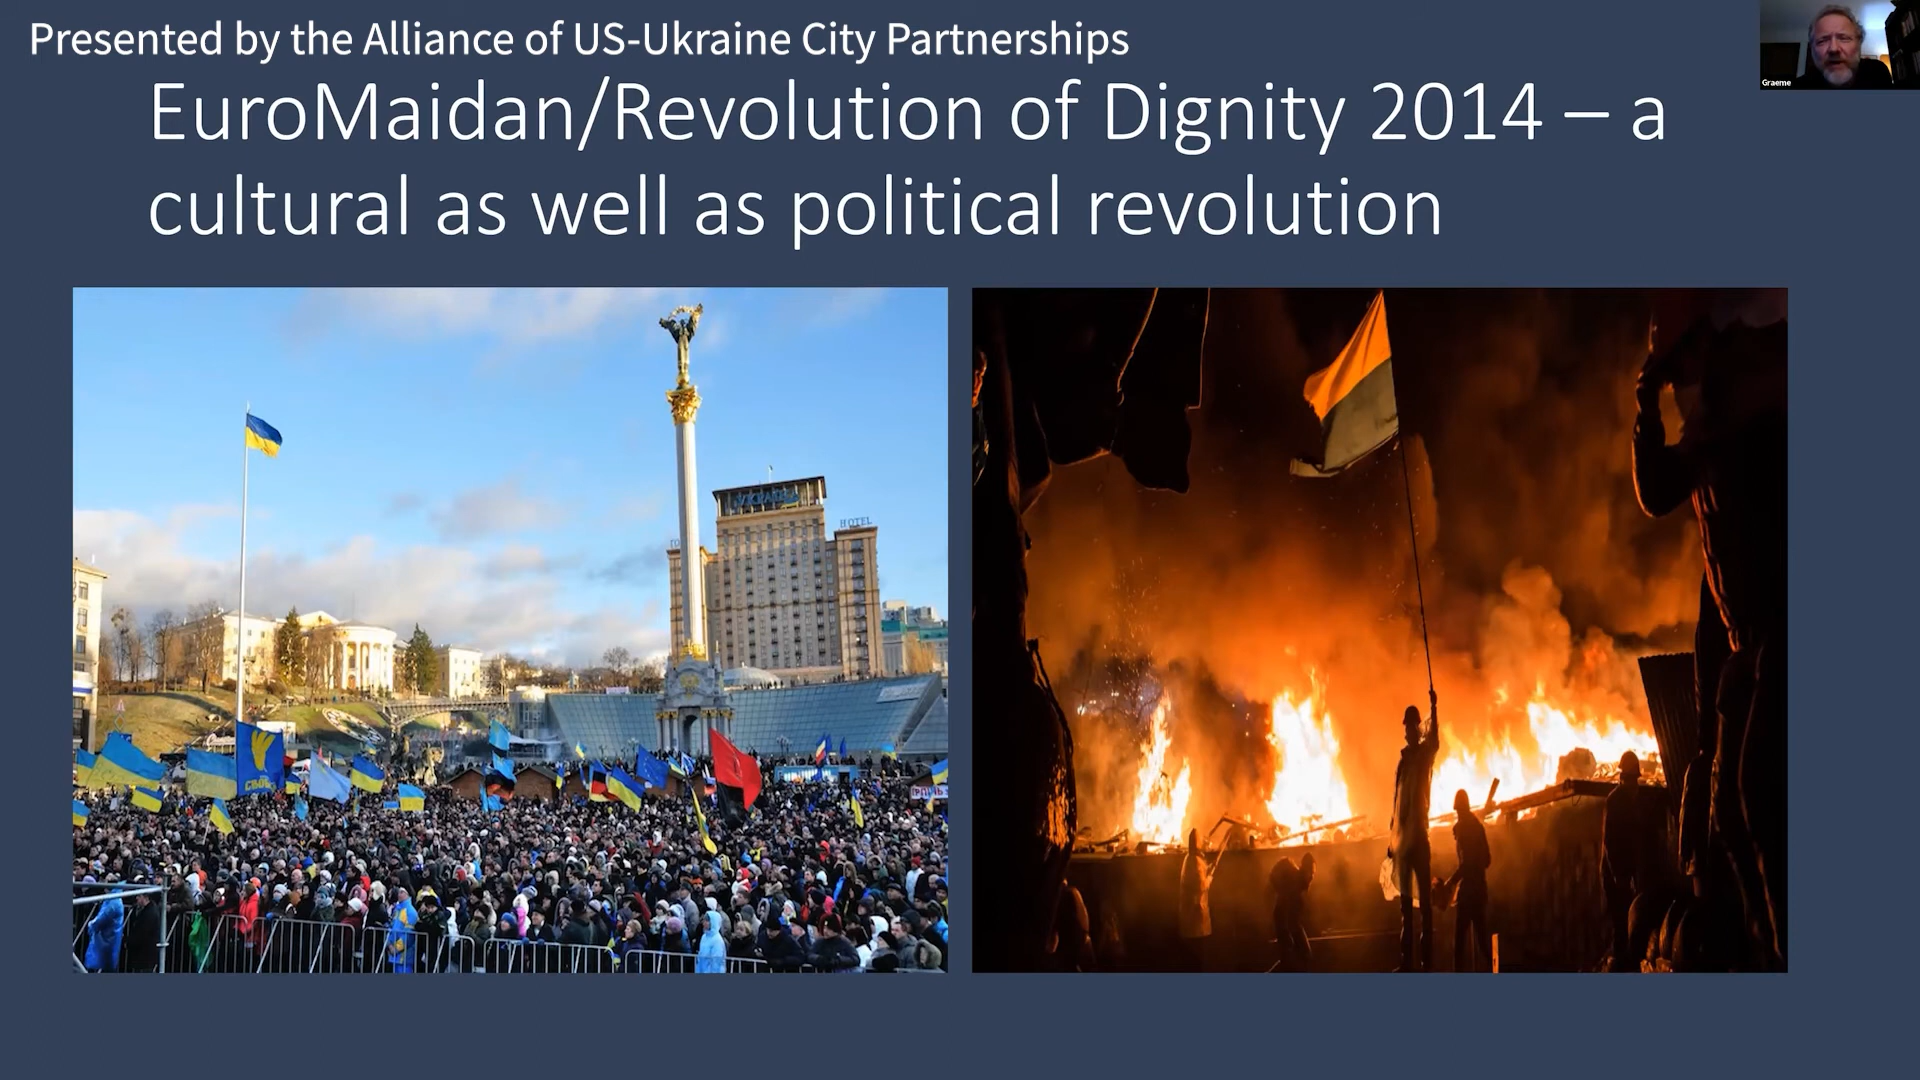 Presented by the Alliance of US-Ukraine City Partnerships
Graeme
EuroMaidan/Revolution of Dignity 2014 – a
cultural as well as political revolution
HOTEL